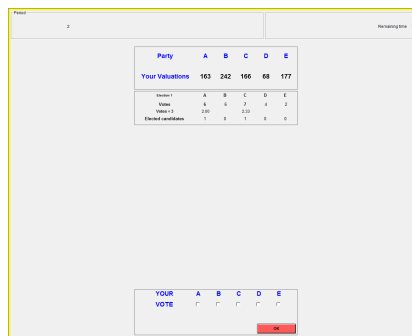 Period
2
Remaining time
Party A B C D E
Your Valuations 163 242 166 68 177
Election 1 A B C D E
Votes 6 6 7 4 2
Votes ÷ 3 2.00 2.33
Elected candidates 1 0 1 0 0
YOUR A B C D E
VOTE
OK